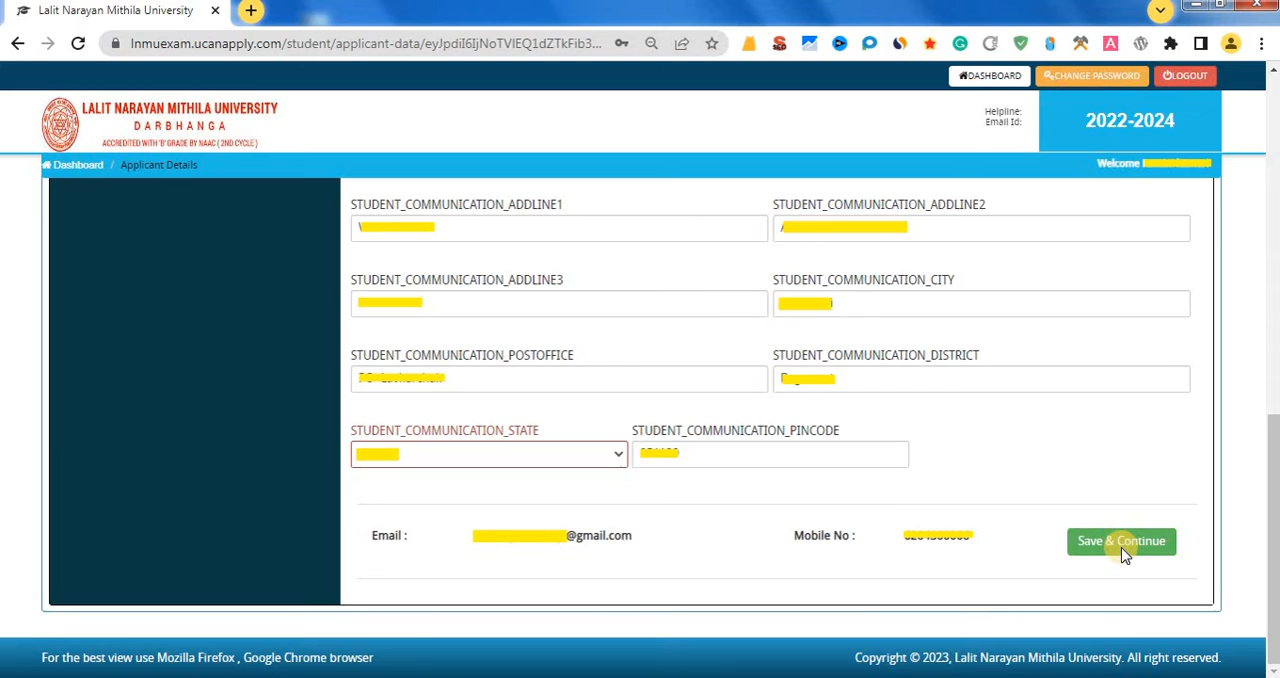 Lalit Narayan Mithila University
lnmuexam.ucanapply.com/student/applicant-data/eyJpdiI6IjNoTVlEQ1dZTkFib3...
DASHBOARD CHANGE PASSWORD LOGOUT
LALIT NARAYAN MITHILA UNIVERSITY
DARBHANGA
ACCREDITED WITH 'B' GRADE BY NAAC (2ND CYCLE)
Helpline:
Email Id:
2022-2024
Dashboard / Applicant Details
Welcome
STUDENT_COMMUNICATION_ADDLINE1 STUDENT_COMMUNICATION_ADDLINE2
STUDENT_COMMUNICATION_ADDLINE3 STUDENT_COMMUNICATION_CITY
STUDENT_COMMUNICATION_POSTOFFICE STUDENT_COMMUNICATION_DISTRICT
STUDENT_COMMUNICATION_STATE STUDENT_COMMUNICATION_PINCODE
Email : @gmail.com Mobile No : Save & Continue
For the best view use Mozilla Firefox , Google Chrome browser
Copyright © 2023, Lalit Narayan Mithila University. All right reserved.